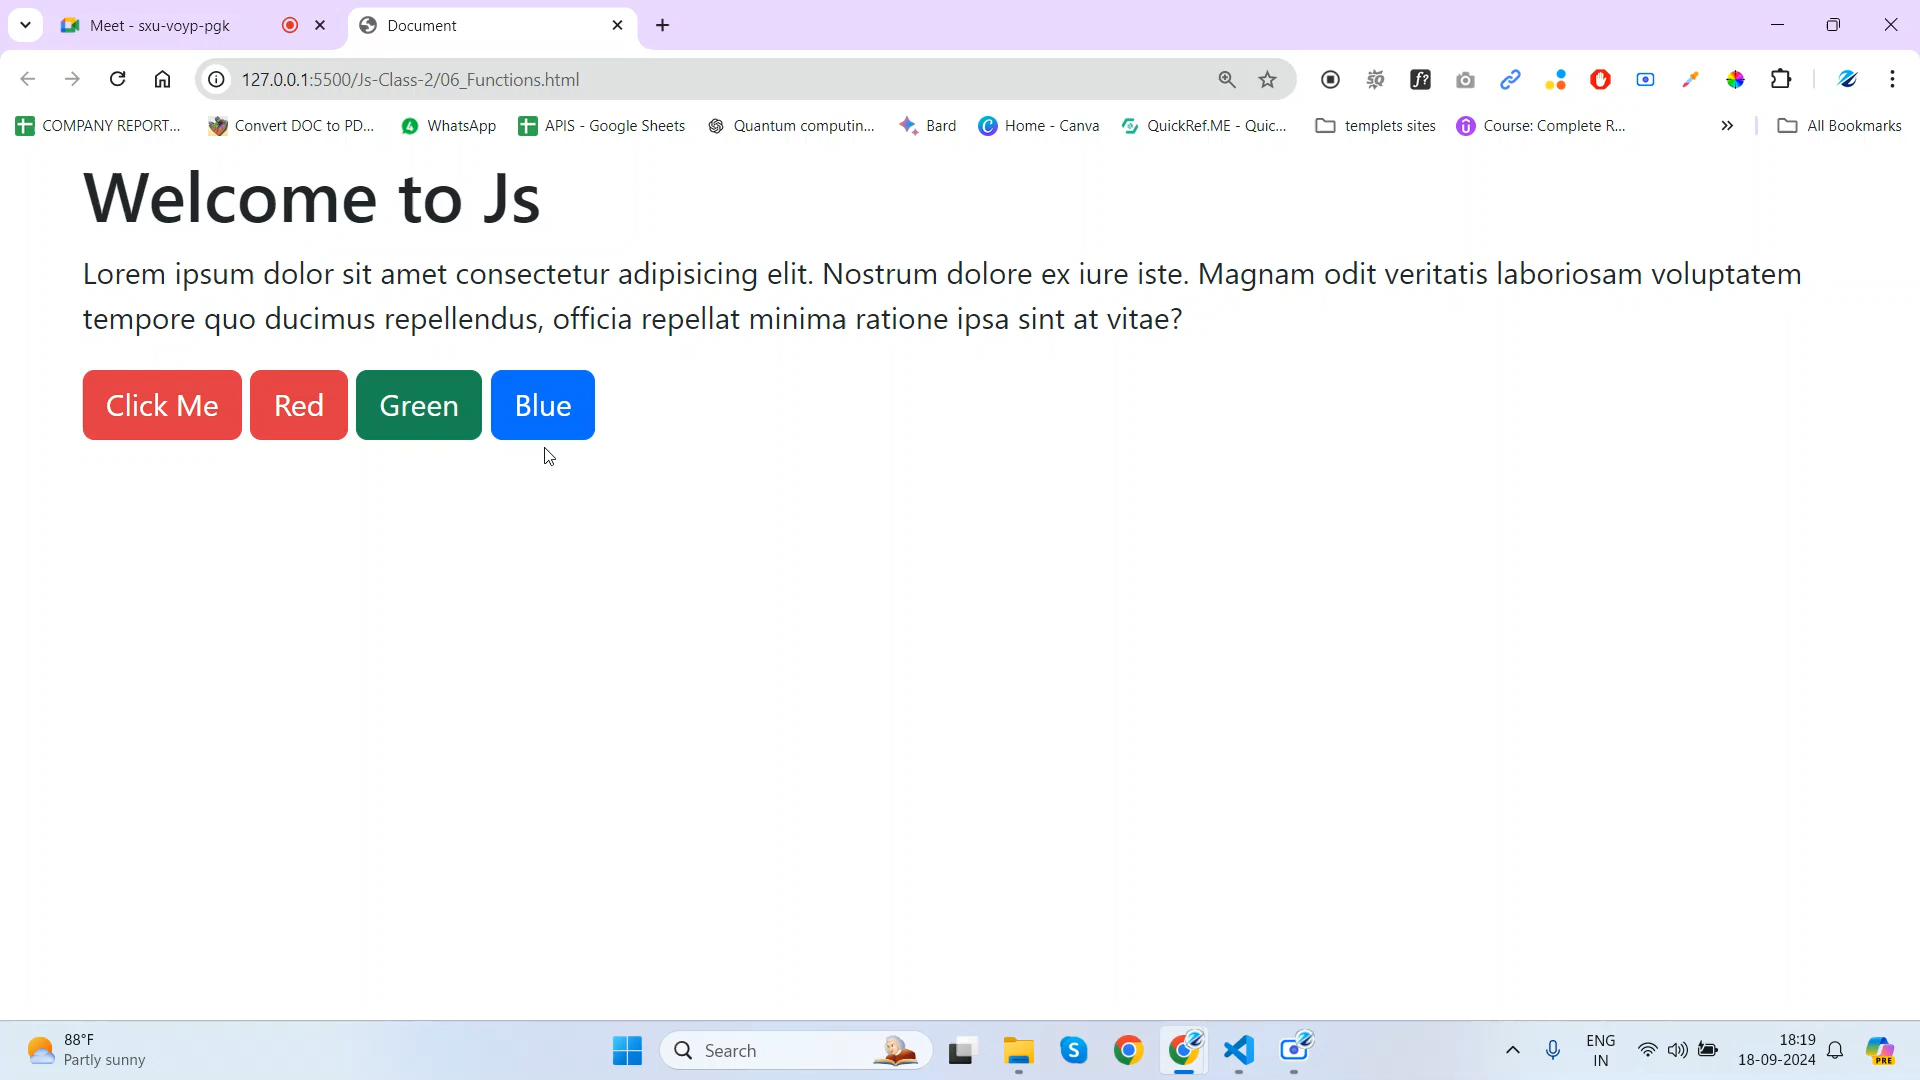 Meet - sxu-voyp-pgk
Document
127.0.0.1:5500/Js-Class-2/06_Functions.html
COMPANY REPORT...
Convert DOC to PD...
WhatsApp
APIS - Google Sheets
Quantum computin...
Bard
Home - Canva
QuickRef.ME - Quic...
templets sites
Course: Complete R...
All Bookmarks
Welcome to Js
Lorem ipsum dolor sit amet consectetur adipisicing elit. Nostrum dolore ex iure iste. Magnam odit veritatis laboriosam voluptatem
tempore quo ducimus repellendus, officia repellat minima ratione ipsa sint at vitae?
Click Me Red Green Blue
88°F
Partly sunny
Search
ENG
IN
18:19
18-09-2024
PRE